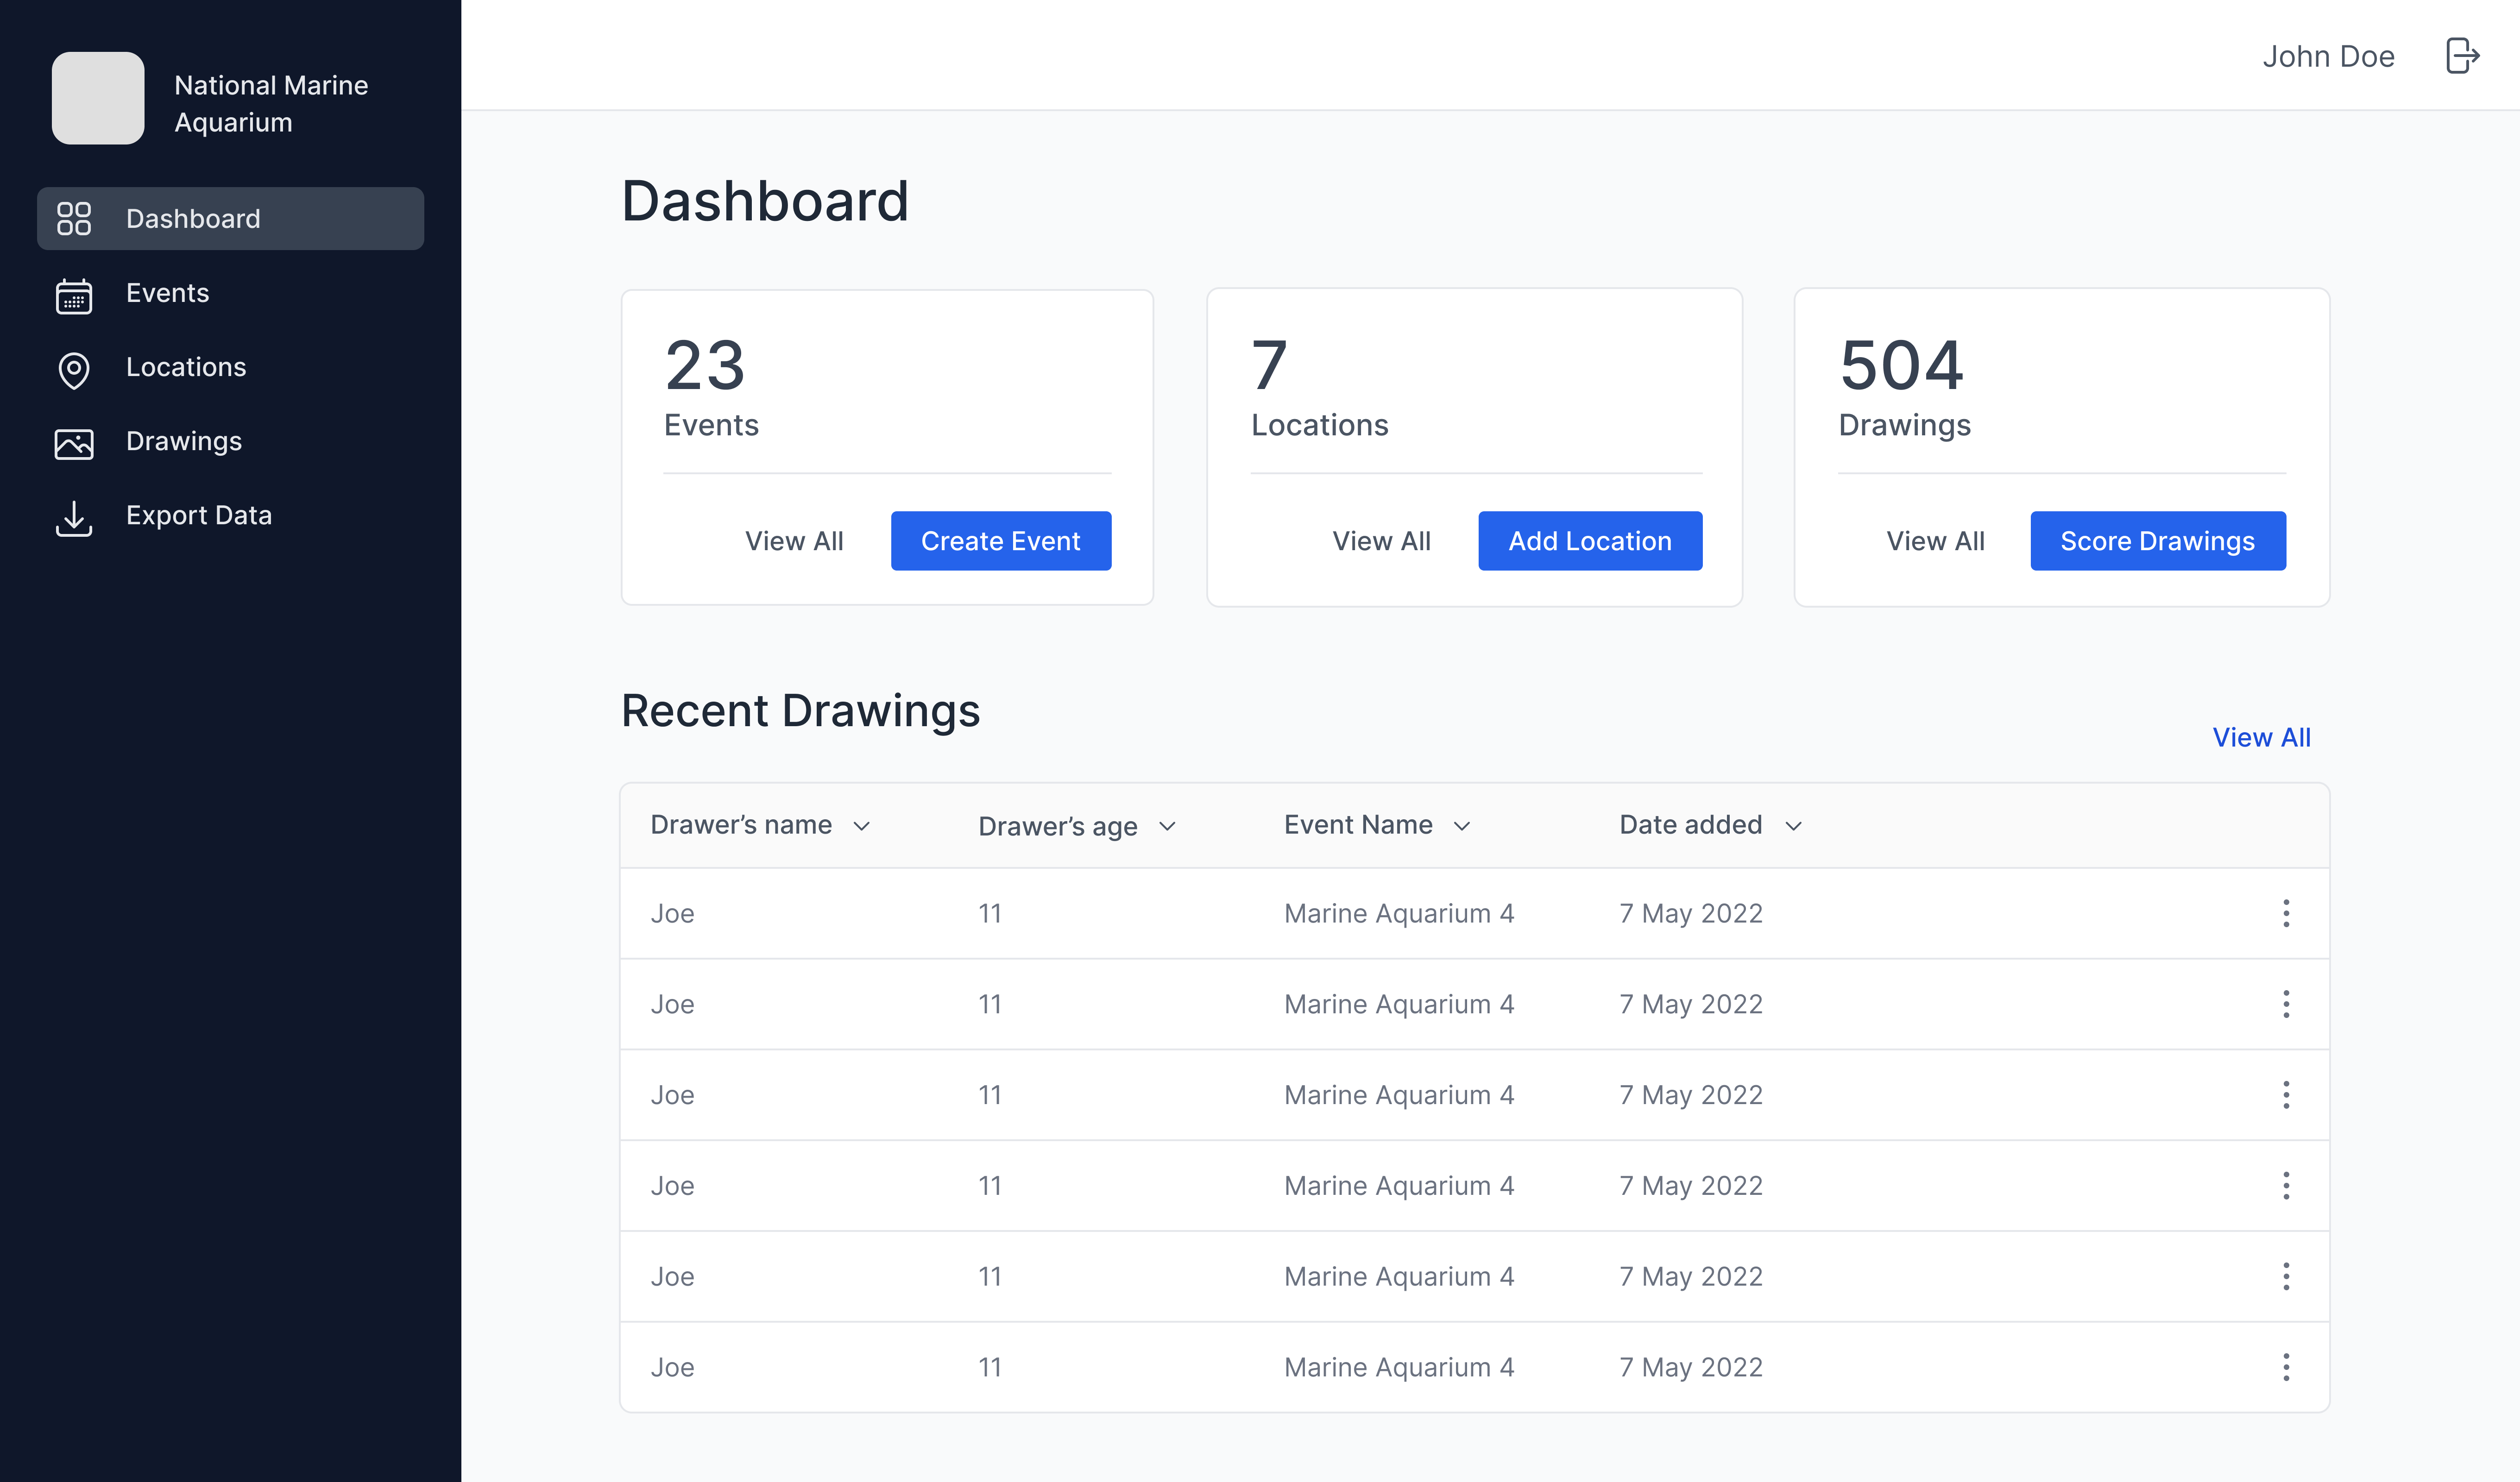 National Marine
Aquarium
Dashboard
Events
Locations
Drawings
Export Data
John Doe
Dashboard
23
Events
View All Create Event
7
Locations
View All Add Location
504
Drawings
View All Score Drawings
Recent Drawings
View All
Drawer’s name Drawer’s age Event Name Date added
Joe 11 Marine Aquarium 4 7 May 2022
Joe 11 Marine Aquarium 4 7 May 2022
Joe 11 Marine Aquarium 4 7 May 2022
Joe 11 Marine Aquarium 4 7 May 2022
Joe 11 Marine Aquarium 4 7 May 2022
Joe 11 Marine Aquarium 4 7 May 2022